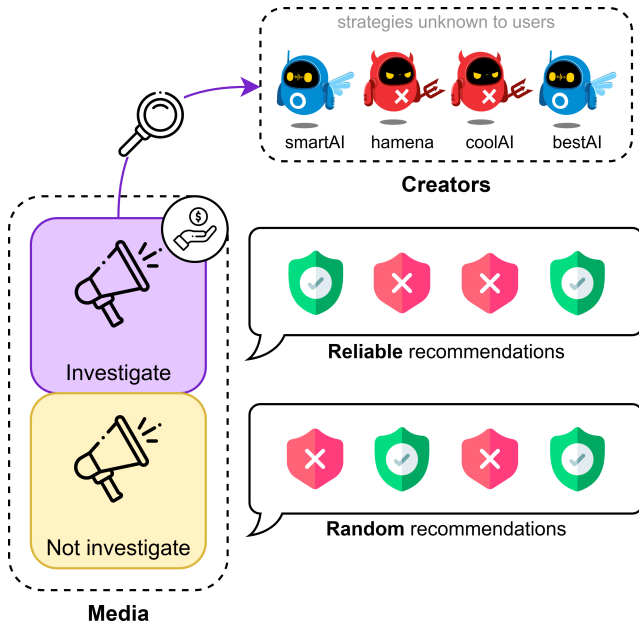 strategies unknown to users
smartAI hamena coolAI bestAI
Creators
$
Investigate
Reliable recommendations
Not investigate
Random recommendations
Media